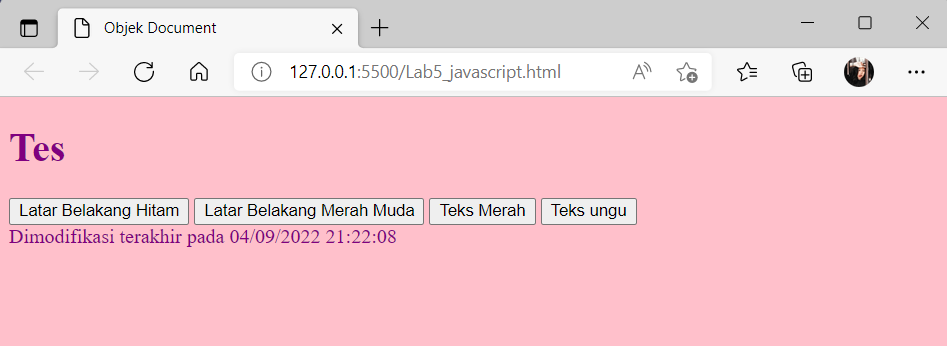 Objek Document
127.0.0.1:5500/Lab5_javascript.html
Tes
Latar Belakang Hitam Latar Belakang Merah Muda Teks Merah Teks ungu
Dimodifikasi terakhir pada 04/09/2022 21:22:08